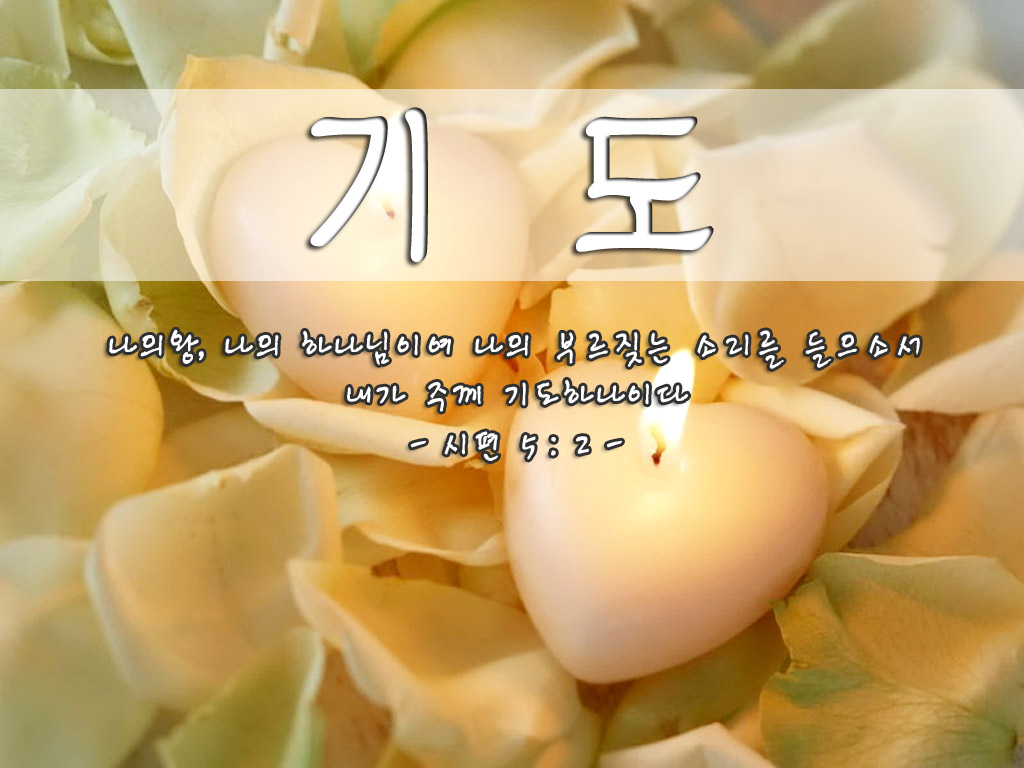 기 도
나의왕, 나의 하나님이여 나의 부르짖는 소리를 들으소서
내가 주께 기도하나이다
- 시편 5 : 2 -